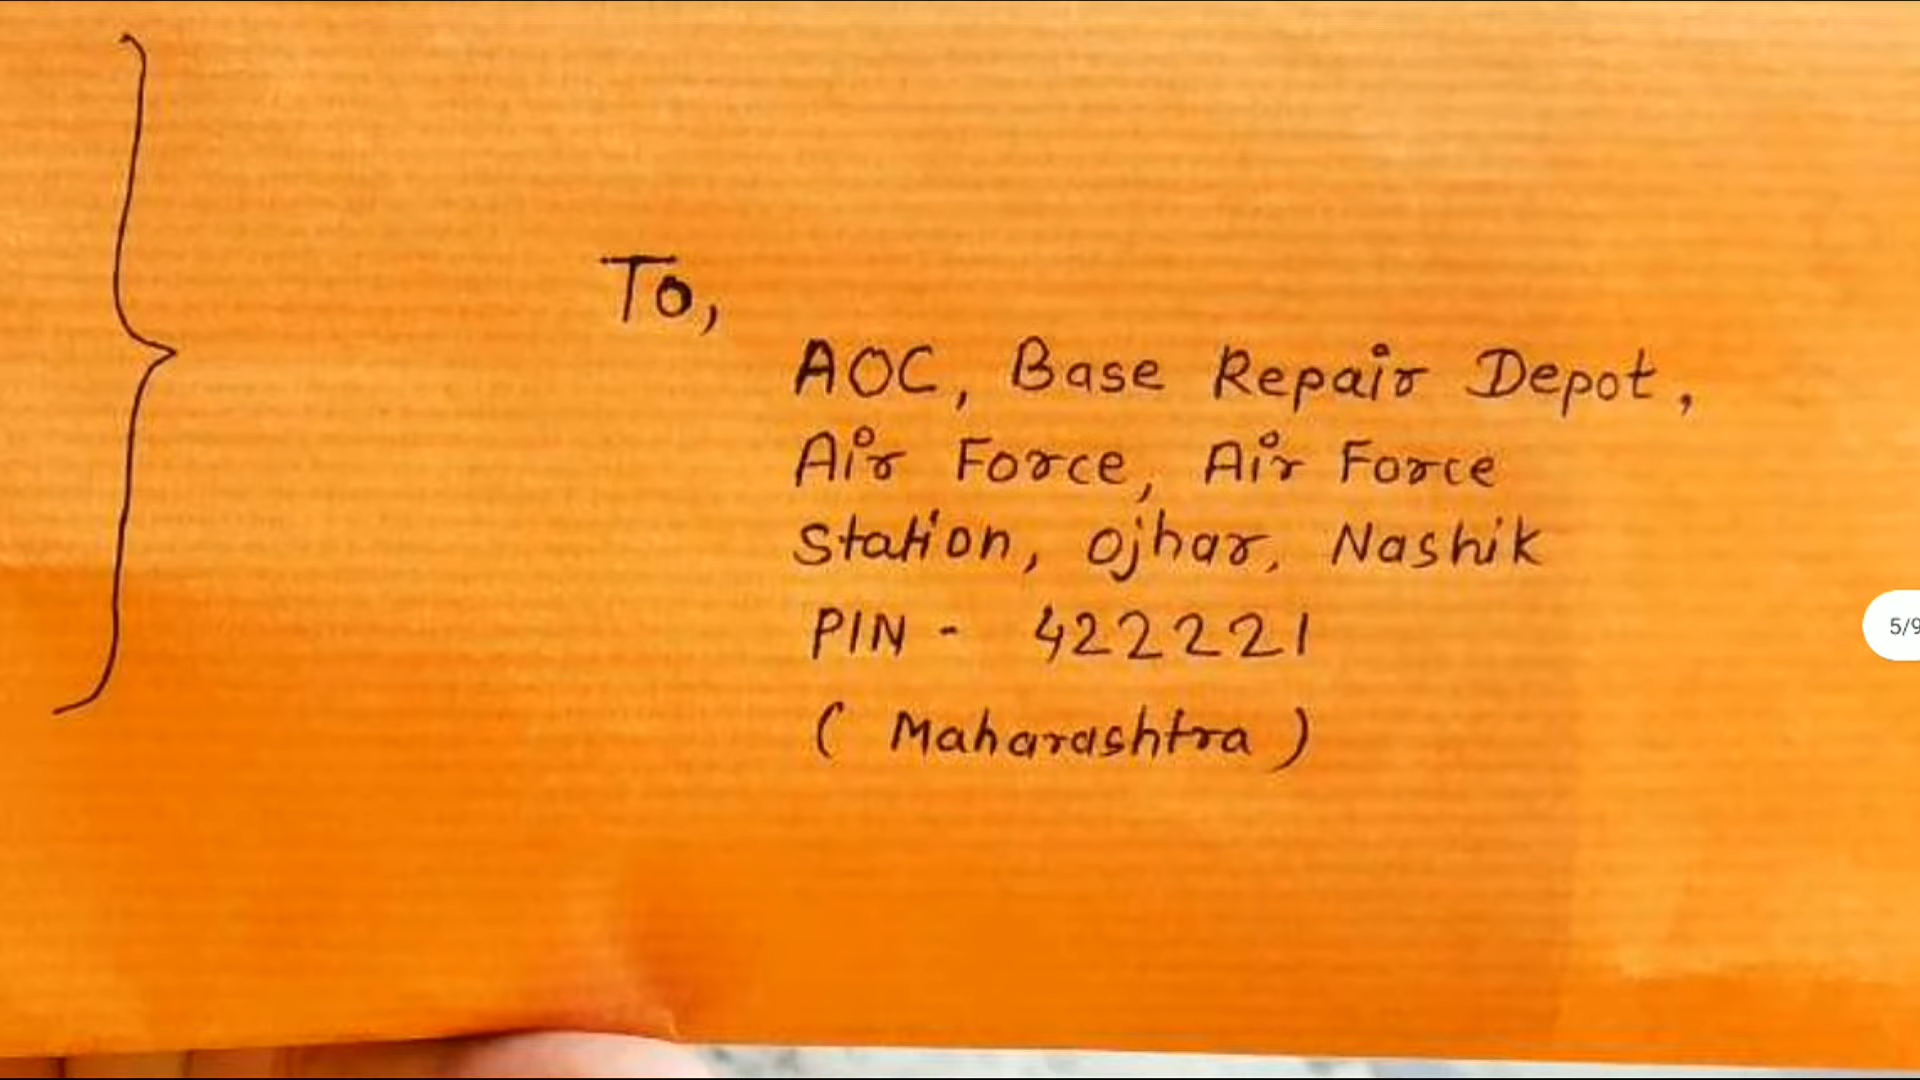 To,
AOC, Base Repair Depot,
Air Force, Air Force
Station, Ojhar, Nashik
PIN - 422221
(Maharashtra)
5/9